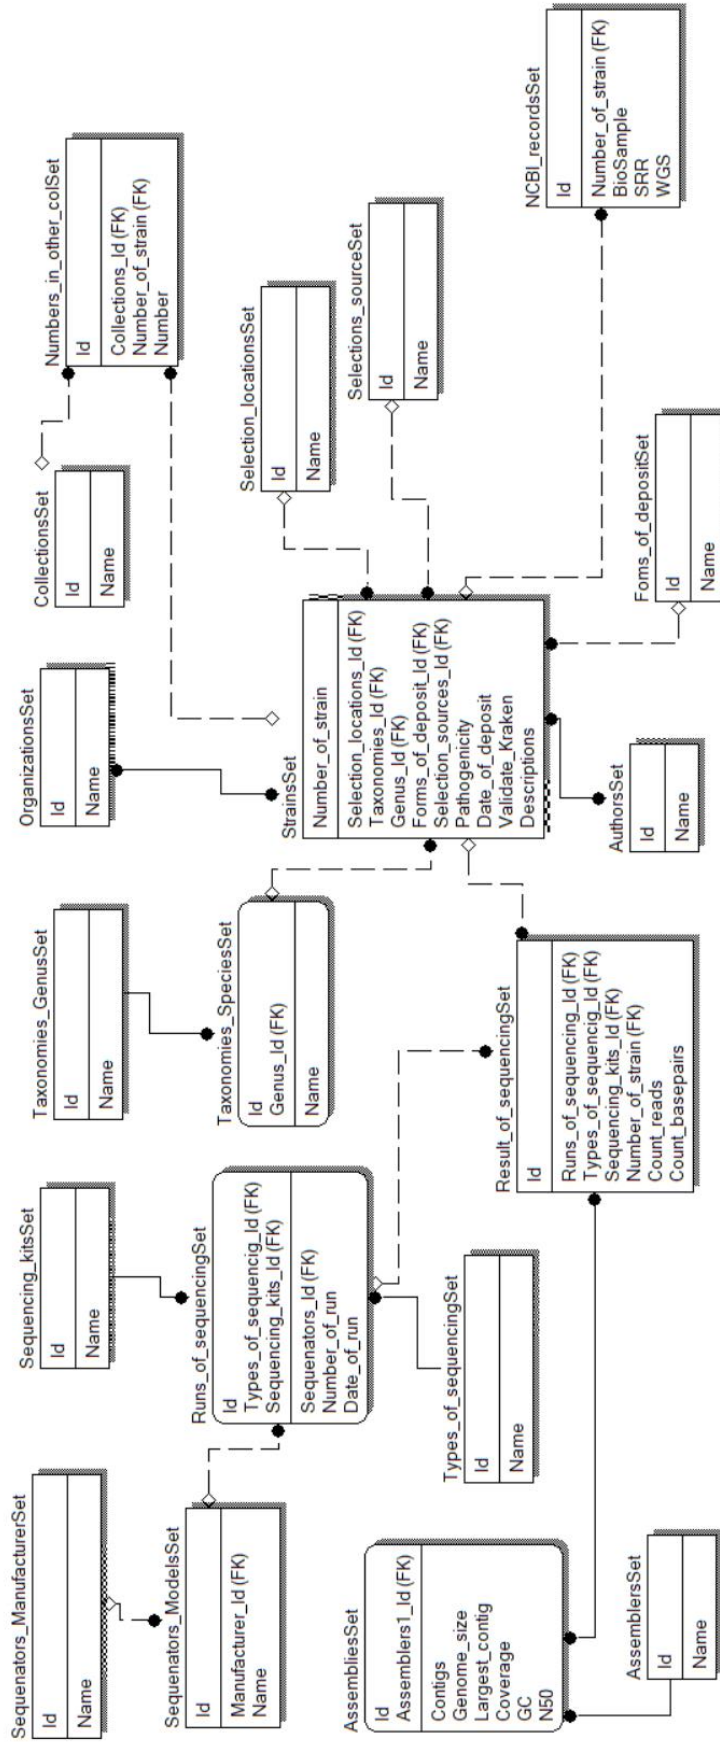 Sequenators_ManufacturerSet
Id
Name
Sequenators_ModelsSet
Id
Manufacturer_Id (FK)
Name
Sequencing_kitsSet
Id
Name
Runs_of_sequencingSet
Id
Types_of_sequencig_Id (FK)
Sequencing_kits_Id (FK)
Sequenators_Id (FK)
Number_of_run
Date_of_run
Types_of_sequencingSet
Id
Name
AssembliesSet
Id
Assemblers1_Id (FK)
Contigs
Genome_size
Largest_contig
Coverage
GC
N50
AssemblersSet
Id
Name
Taxonomies_GenusSet
Id
Name
Taxonomies_SpeciesSet
Id
Genus_Id (FK)
Name
Result_of_sequencingSet
Id
Runs_of_sequencing_Id (FK)
Types_of_sequencig_Id (FK)
Sequencing_kits_Id (FK)
Number_of_strain (FK)
Count_reads
Count_basepairs
OrganizationsSet
Id
Name
StrainsSet
Number_of_strain
Selection_locations_Id (FK)
Taxonomies_Id (FK)
Genus_Id (FK)
Forms_of_deposit_Id (FK)
Selection_sources_Id (FK)
Pathogenicity
Date_of_deposit
Validate_Kraken
Descriptions
AuthorsSet
Id
Name
CollectionsSet
Id
Name
Numbers_in_other_colSet
Id
Collections_Id (FK)
Number_of_strain (FK)
Number
Selection_locationsSet
Id
Name
Selections_sourceSet
Id
Name
NCBI_recordsSet
Id
Number_of_strain (FK)
BioSample
SRR
WGS
Foms_of_depositSet
Id
Name